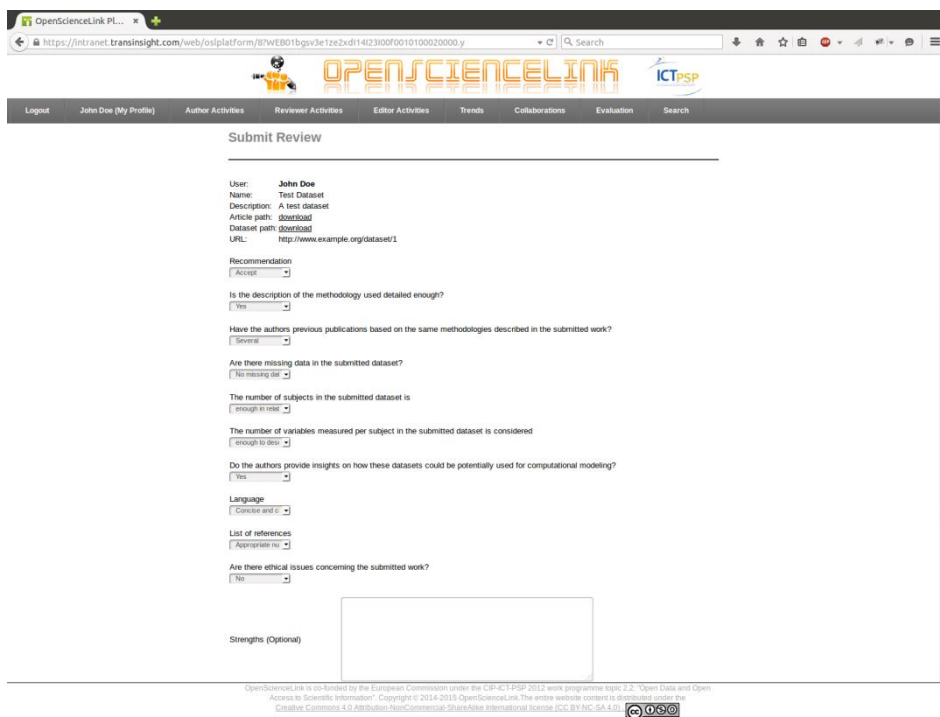 OpenScienceLink Pl...
https://intranet.transinsight.com/web/oslplatform/
Search
OPENSCIENCELINK
ICTPSP
Logout John Doe (My Profile) Author Activities Reviewer Activities Editor Activities Trends Collaborations Evaluation Search
Submit Review
User: John Doe
Name: Test Dataset
Description: A test dataset
Article path: download
Dataset path: download
URL: http://www.example.org/dataset/1
Recommendation
Accept
Is the description of the methodology used detailed enough?
Yes
Have the authors previous publications based on the same methodologies described in the submitted work?
Several
Are there missing data in the submitted dataset?
No missing dat
The number of subjects in the submitted dataset is
enough in relat
The number of variables measured per subject in the submitted dataset is considered
enough to desc
Do the authors provide insights on how these datasets could be potentially used for computational modeling?
Yes
Language
Concise and c
List of references
Appropriate nu
Are there ethical issues concerning the submitted work?
No
Strengths (Optional)
OpenScienceLink is co-funded by the European Commission under the CIP-ICT-PSP 2012 work programme topic 2.2: "Open Data and Open
Access to Scientific Information". Copyright © 2014-2015 OpenScienceLink.The entire website content is distributed under the
Creative Commons 4.0 Attribution-NonCommercial-ShareAlike International license (CC BY-NC-SA 4.0).